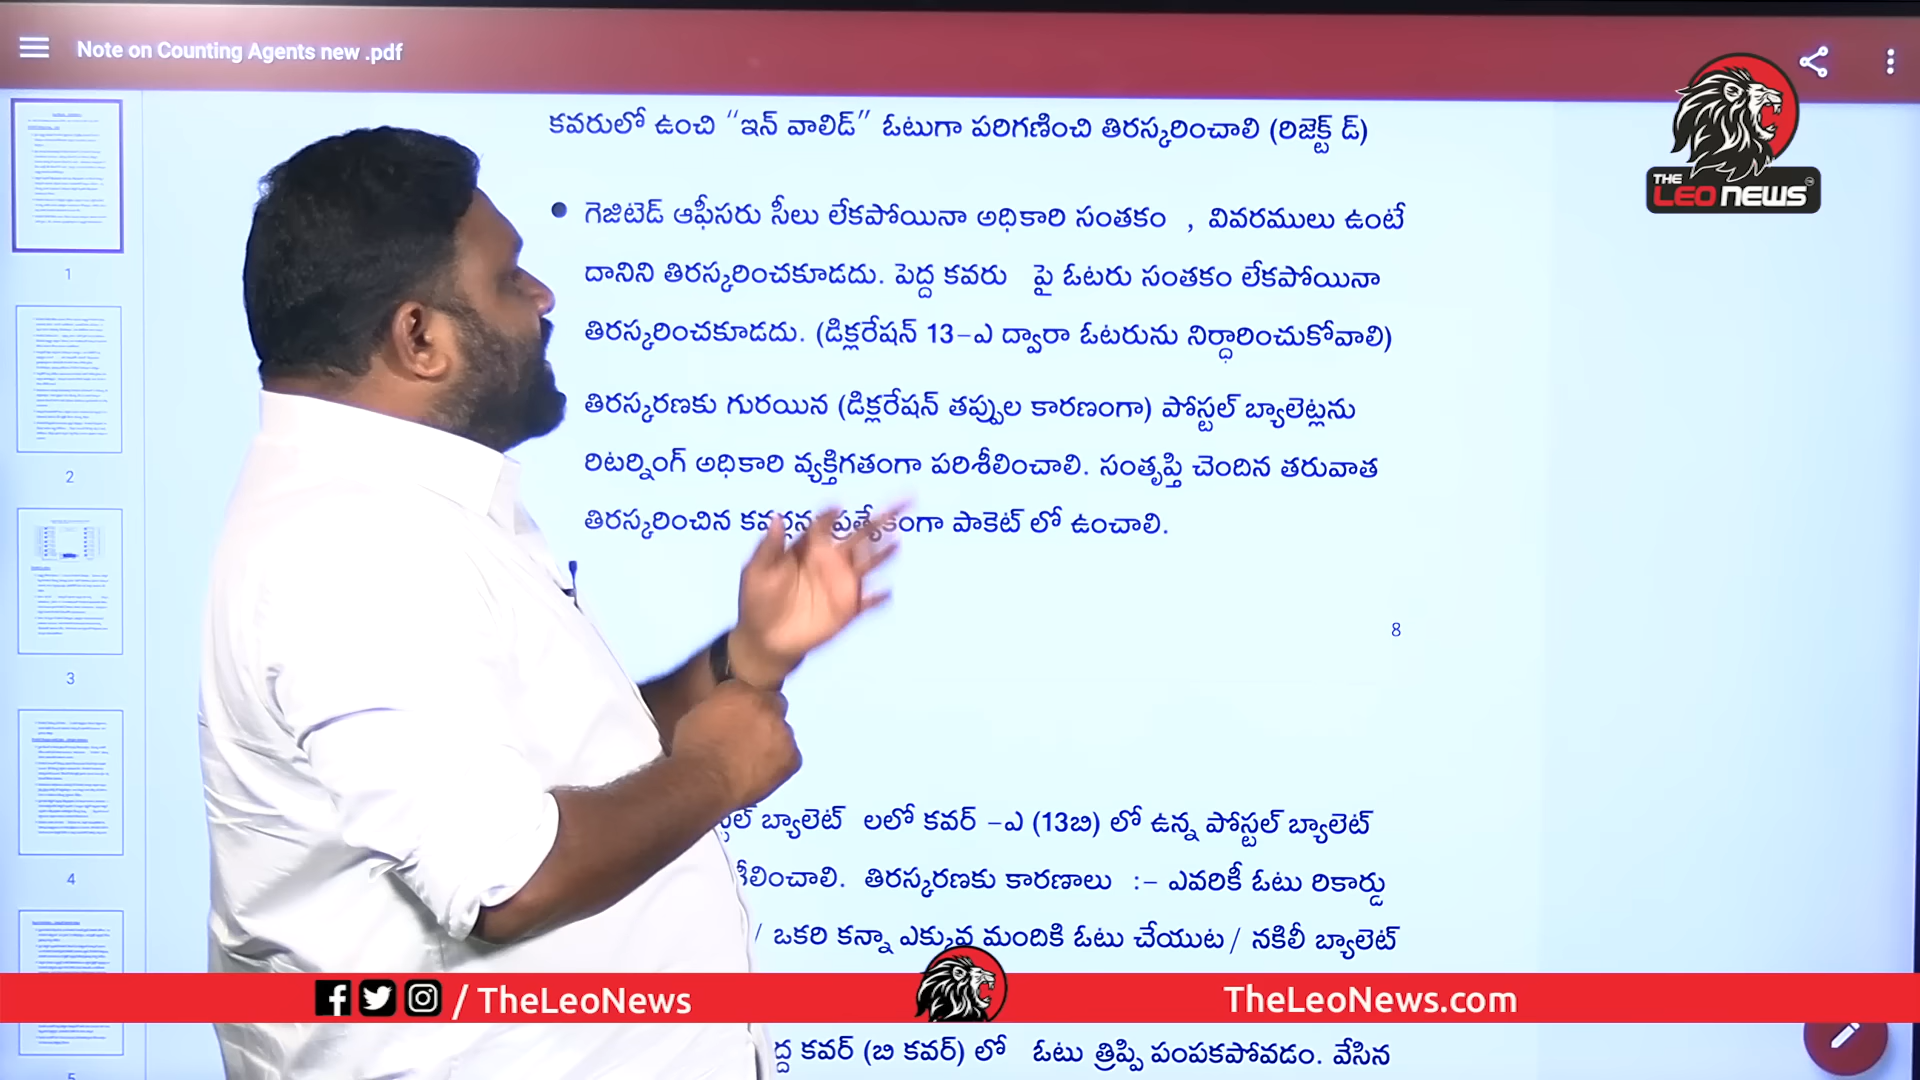 Note on Counting Agents new .pdf
కవరులో ఉంచి "ఇన్ వాలిడ్" ఓటుగా పరిగణించి తిరస్కరించాలి (రిజెక్ట్ డ్)
THE
LEO NEWS
• గెజిటెడ్ ఆఫీసరు సీలు లేకపోయినా అధికారి సంతకం , వివరములు ఉంటే
దానిని తిరస్కరించకూడదు. పెద్ద కవరు పై ఓటరు సంతకం లేకపోయినా
తిరస్కరించకూడదు. (డిక్లరేషన్ 13-ఎ ద్వారా ఓటరును నిర్ధారించుకోవాలి)
తిరస్కరణకు గురయిన (డిక్లరేషన్ తప్పుల కారణంగా) పోస్టల్ బ్యాలెట్లను
రిటర్నింగ్ అధికారి వ్యక్తిగతంగా పరిశీలించాలి. సంతృప్తి చెందిన తరువాత
తిరస్కరించిన ప్రత్యేకంగా పాకెట్ లో ఉంచాలి.
8
బ్యాలెట్ లలో కవర్ -ఎ (13బి) లో ఉన్న పోస్టల్ బ్యాలెట్
తిరస్కరణకు కారణాలు :- ఎవరికీ ఓటు రికార్డు
/ ఒకరి కన్నా ఎక్కువ మందికి ఓటు చేయుట / నకిలీ బ్యాలెట్
/ TheLeoNews
TheLeoNews.com
కవర్ (బి కవర్) లో ఓటు త్రిప్పి పంపకపోవడం. వేసిన
1
2
3
4
5